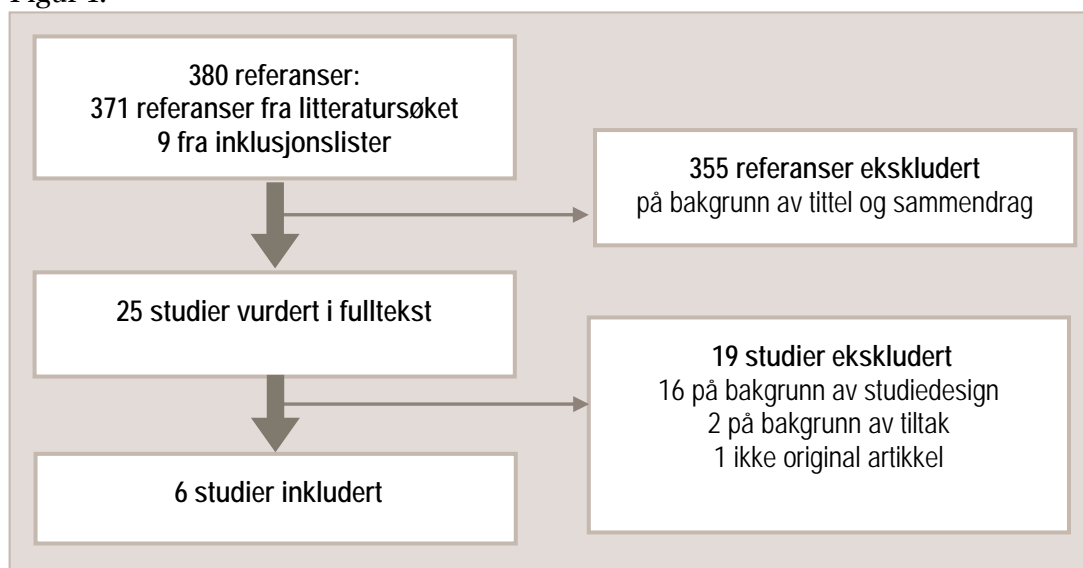 380 referanser:
371 referanser fra litteratursøket
9 fra inklusjonslister
355 referanser ekskludert
på bakgrunn av tittel og sammendrag
25 studier vurdert i fulltekst
19 studier ekskludert
16 på bakgrunn av studiedesign
2 på bakgrunn av tiltak
1 ikke original artikkel
6 studier inkludert